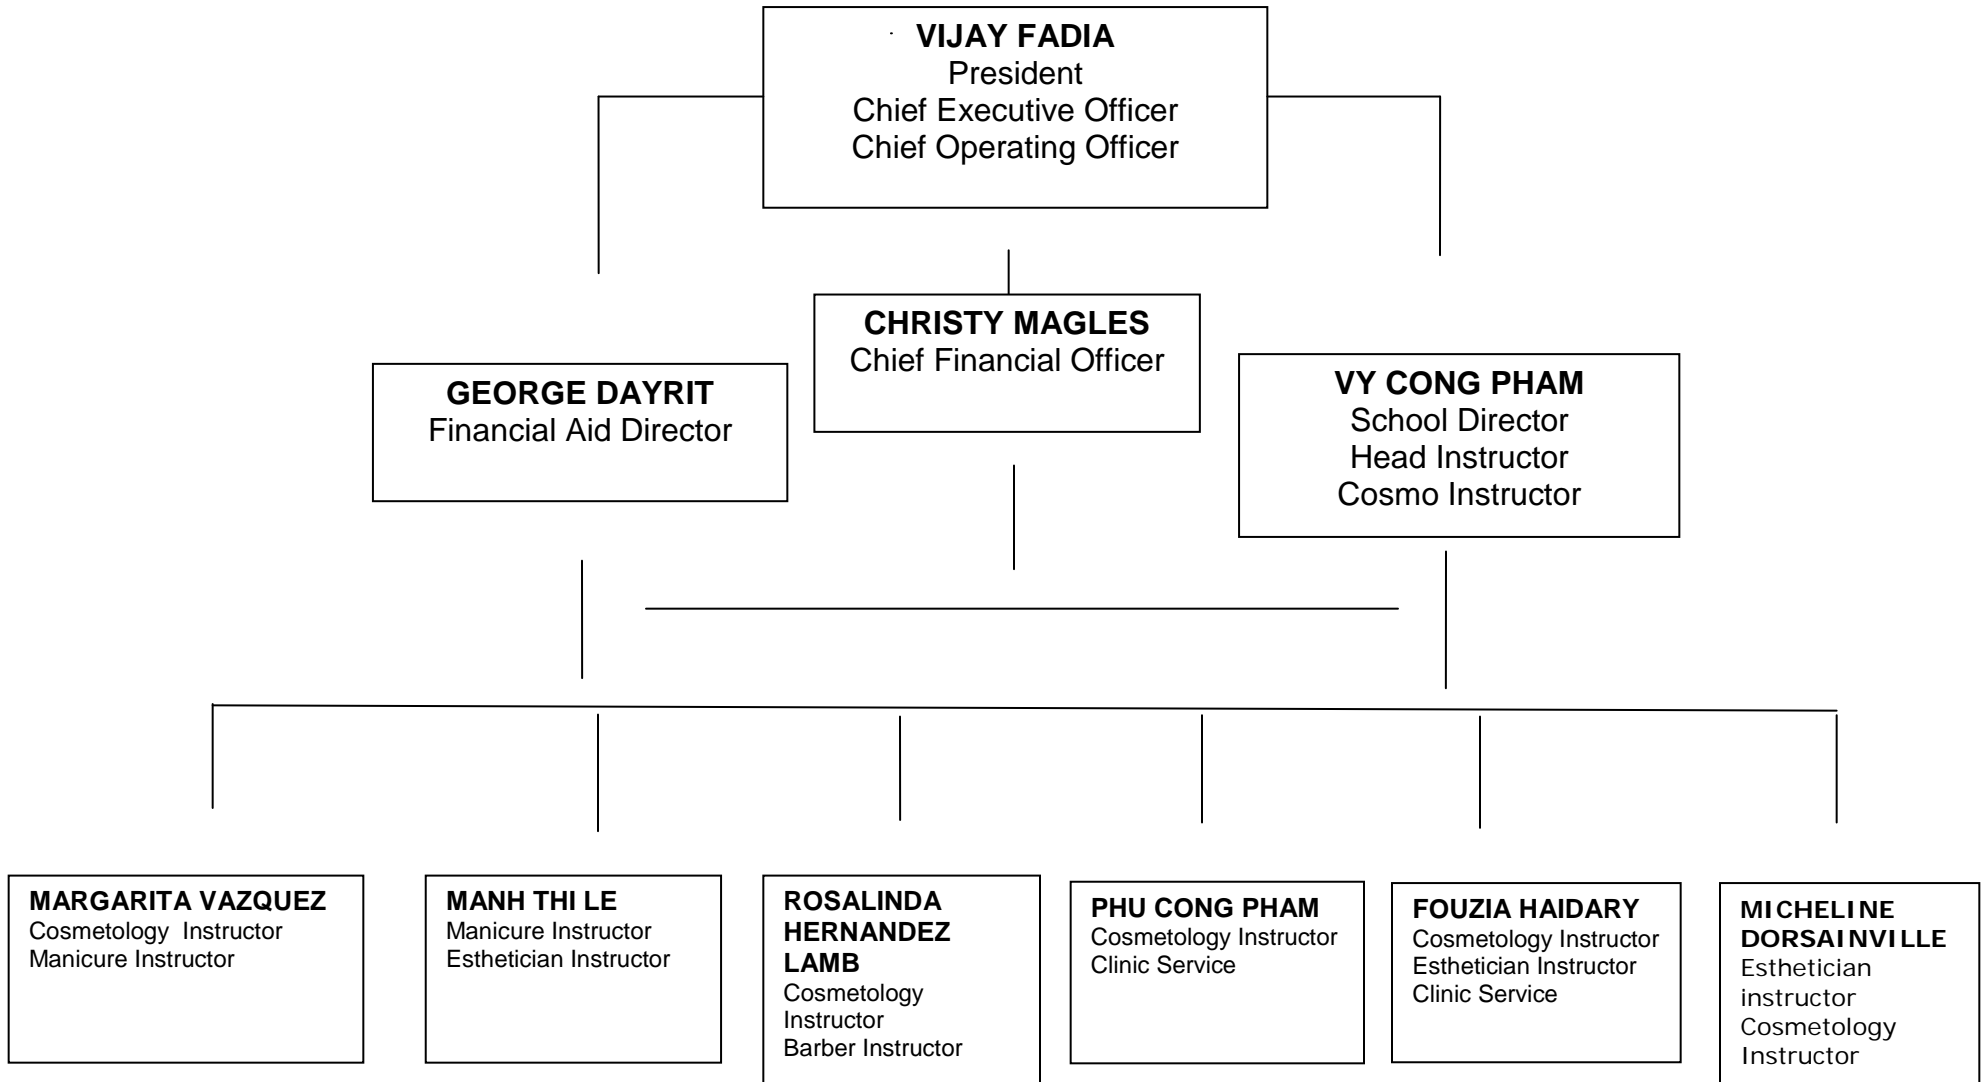 VIJAY FADIA
President
Chief Executive Officer
Chief Operating Officer
CHRISTY MAGLES
Chief Financial Officer
GEORGE DAYRIT
Financial Aid Director
VY CONG PHAM
School Director
Head Instructor
Cosmo Instructor
MARGARITA VAZQUEZ
Cosmetology Instructor
Manicure Instructor
MANH THI LE
Manicure Instructor
Esthetician Instructor
ROSALINDA
HERNANDEZ
LAMB
Cosmetology
Instructor
Barber Instructor
PHU CONG PHAM
Cosmetology Instructor
Clinic Service
FOUZIA HAIDARY
Cosmetology Instructor
Esthetician Instructor
Clinic Service
MICHELINE
DORSAINVILLE
Esthetician
instructor
Cosmetology
Instructor